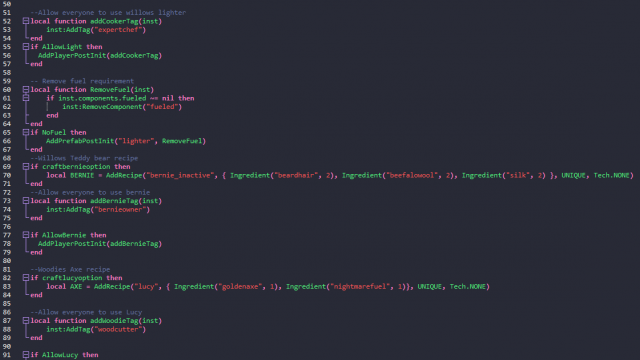 50
51 --Allow everyone to use willows lighter
52 local function addCookerTag(inst)
53 inst:AddTag("expertchef")
54 end
55 if AllowLight then
56 AddPlayerPostInit(addCookerTag)
57 end
58
59 -- Remove fuel requirement
60 local function RemoveFuel(inst)
61 if inst.components.fueled ~= nil then
62 inst:RemoveComponent("fueled")
63 end
64 end
65 if NoFuel then
66 AddPrefabPostInit("lighter", RemoveFuel)
67 end
68 --Willows Teddy bear recipe
69 if craftbernieoption then
70 local BERNIE = AddRecipe("bernie_inactive", { Ingredient("beardhair", 2), Ingredient("beefalowool", 2), Ingredient("silk", 2) }, UNIQUE, Tech.NONE)
71 end
72 --Allow everyone to use bernie
73 local function addBernieTag(inst)
74 inst:AddTag("bernieowner")
75 end
76
77 if AllowBernie then
78 AddPlayerPostInit(addBernieTag)
79 end
80
81 --Woodies Axe recipe
82 if craftlucyoption then
83 local AXE = AddRecipe("lucy", { Ingredient("goldenaxe", 1), Ingredient("nightmarefuel", 1)}, UNIQUE, Tech.NONE)
84 end
85
86 --Allow everyone to use Lucy
87 local function addWoodieTag(inst)
88 inst:AddTag("woodcutter")
89 end
90
91 if AllowLucy then